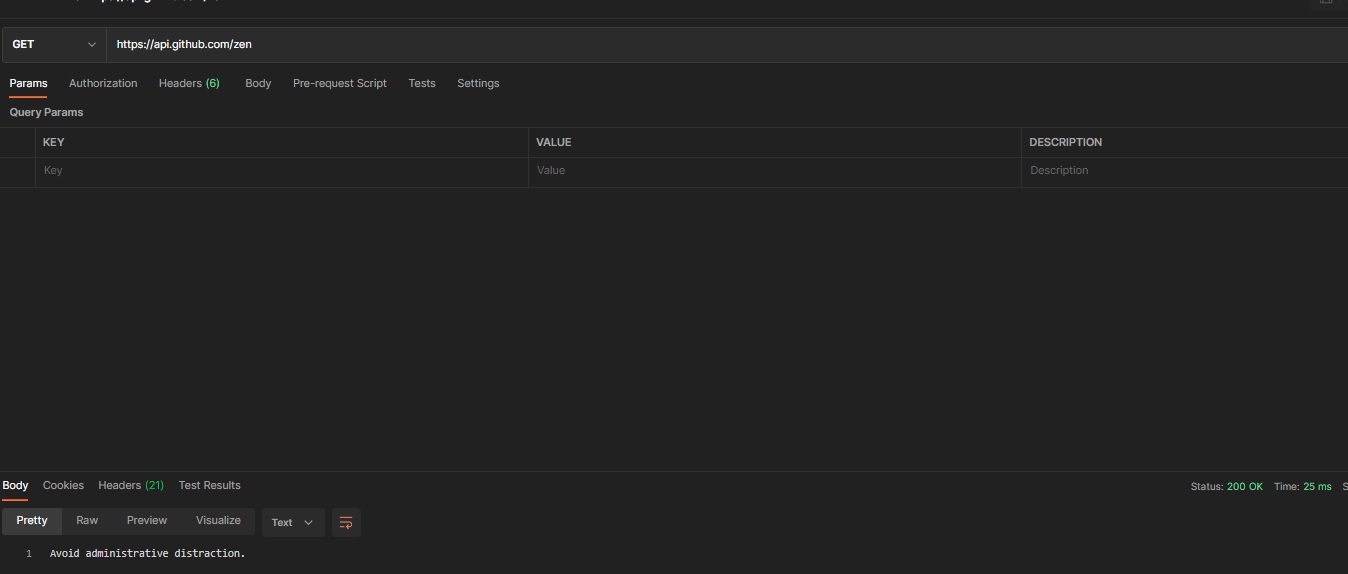 GET https://api.github.com/zen
Params Authorization Headers (6) Body Pre-request Script Tests Settings
Query Params
KEY VALUE DESCRIPTION
Key Value Description
Body Cookies Headers (21) Test Results Status: 200 OK Time: 25 ms S
Pretty Raw Preview Visualize Text
1 Avoid administrative distraction.